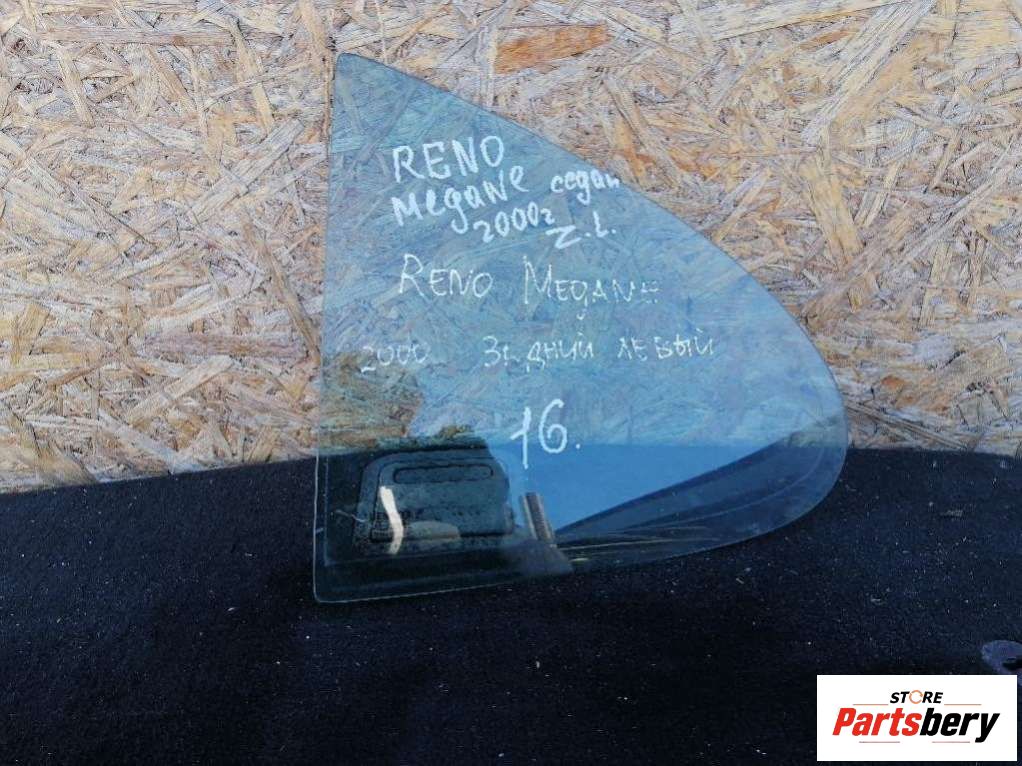 RENO
MeganE седан
2000г
z.l.
RENO MEGANE
2000 ЗАДНИЙ ЛЕВЫЙ
16.
STORE
Partsbery